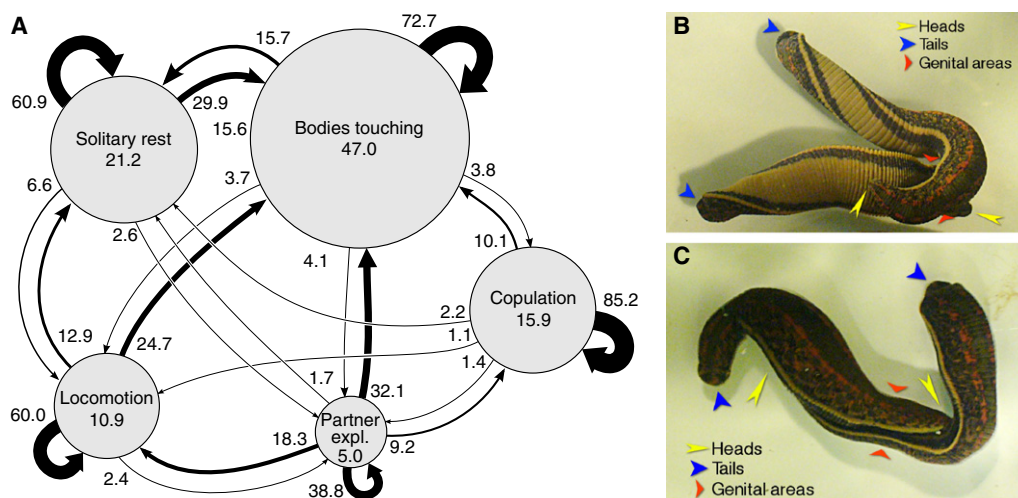 A
72.7
15.7
60.9
29.9
Solitary rest
21.2
15.6
Bodies touching
47.0
6.6
3.7
3.8
2.6
4.1
10.1
Copulation
15.9
85.2
2.2
1.1
12.9
24.7
1.4
Locomotion
10.9
60.0
1.7
32.1
Partner
expl.
5.0
18.3
9.2
2.4
38.8
B
Heads
Tails
Genital areas
C
Heads
Tails
Genital areas